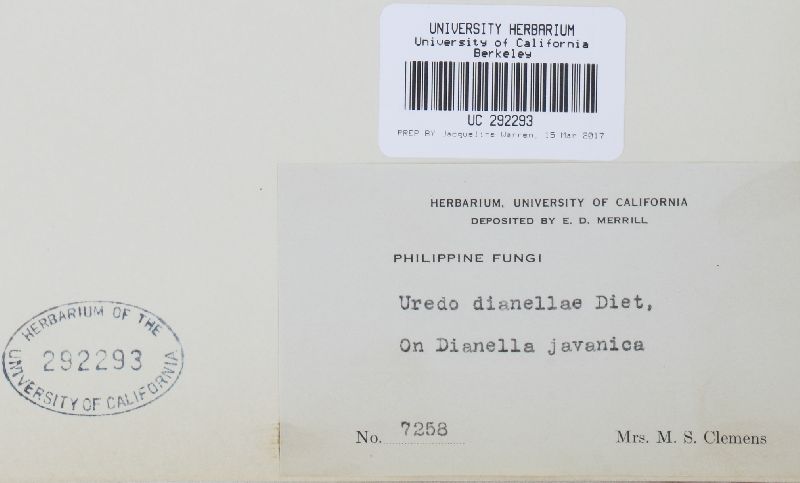 UNIVERSITY HERBARIUM
University of California
Berkeley
UC 292293
PREP BY Jacqueline Warren, 15 Mar 2017
HERBARIUM, UNIVERSITY OF CALIFORNIA
DEPOSITED BY E. D. MERRILL
PHILIPPINE FUNGI
Uredo dianellae Diet,
On Dianella javanica
No. 7258 Mrs. M. S. Clemens
HERBARIUM OF THE
292293
UNIVERSITY OF CALIFORNIA